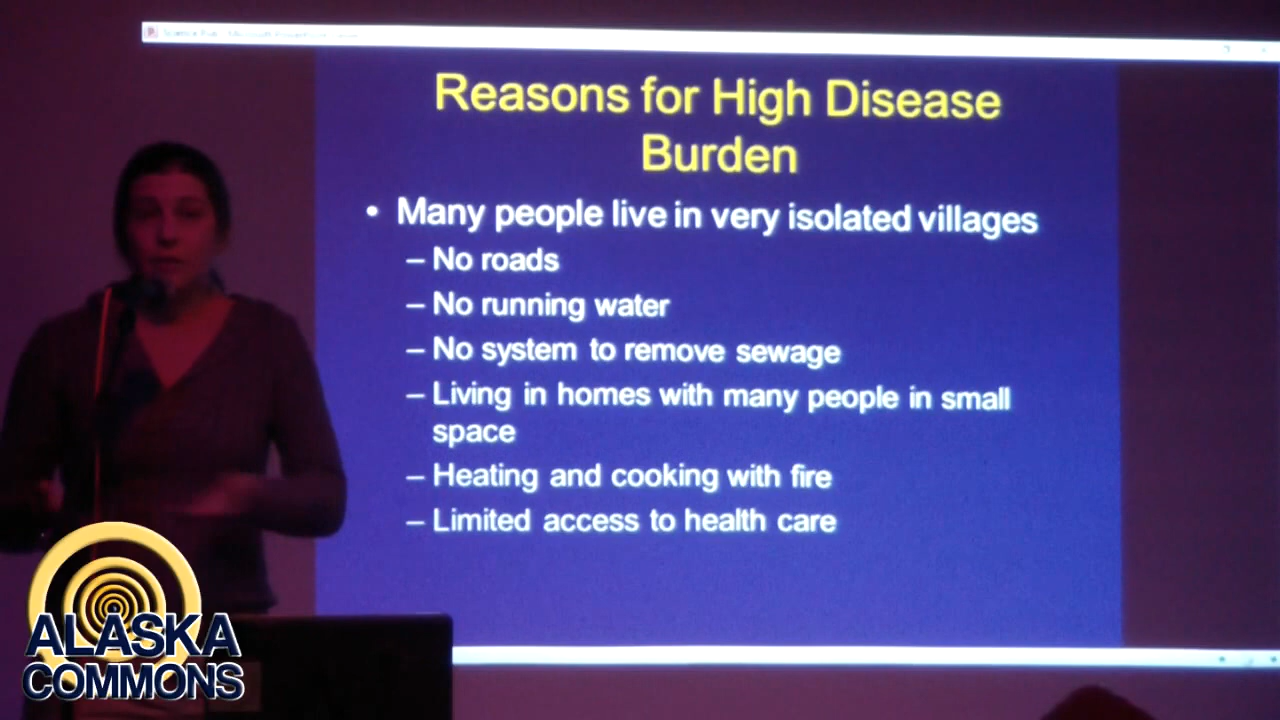 Reasons for High Disease
Burden
• Many people live in very isolated villages
– No roads
– No running water
– No system to remove sewage
– Living in homes with many people in small
space
– Heating and cooking with fire
– Limited access to health care
ALASKA
COMMONS